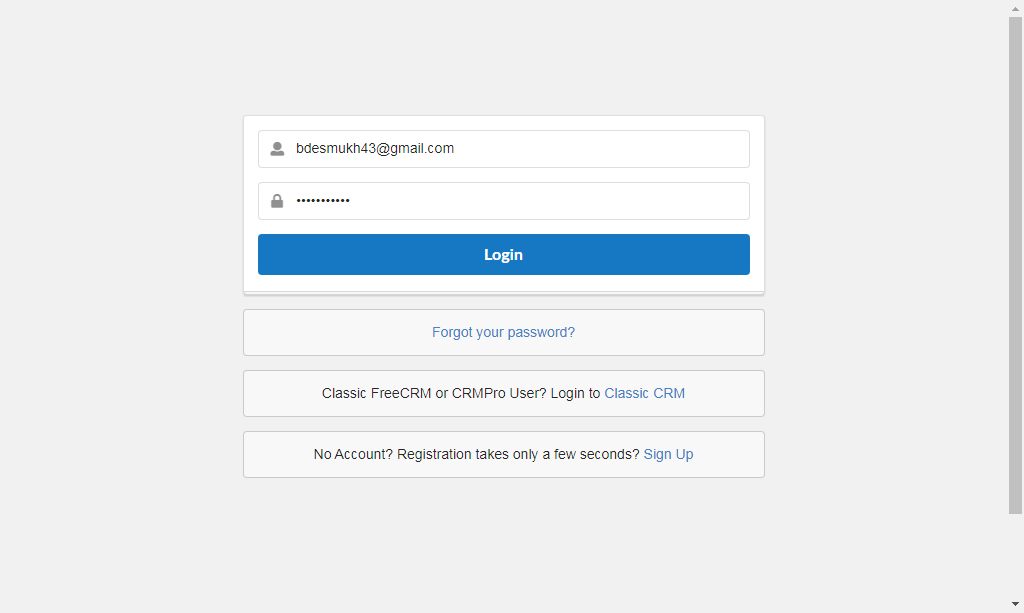 bdesmukh43@gmail.com
•••••••••••
Login
Forgot your password?
Classic FreeCRM or CRMPro User? Login to Classic CRM
No Account? Registration takes only a few seconds? Sign Up